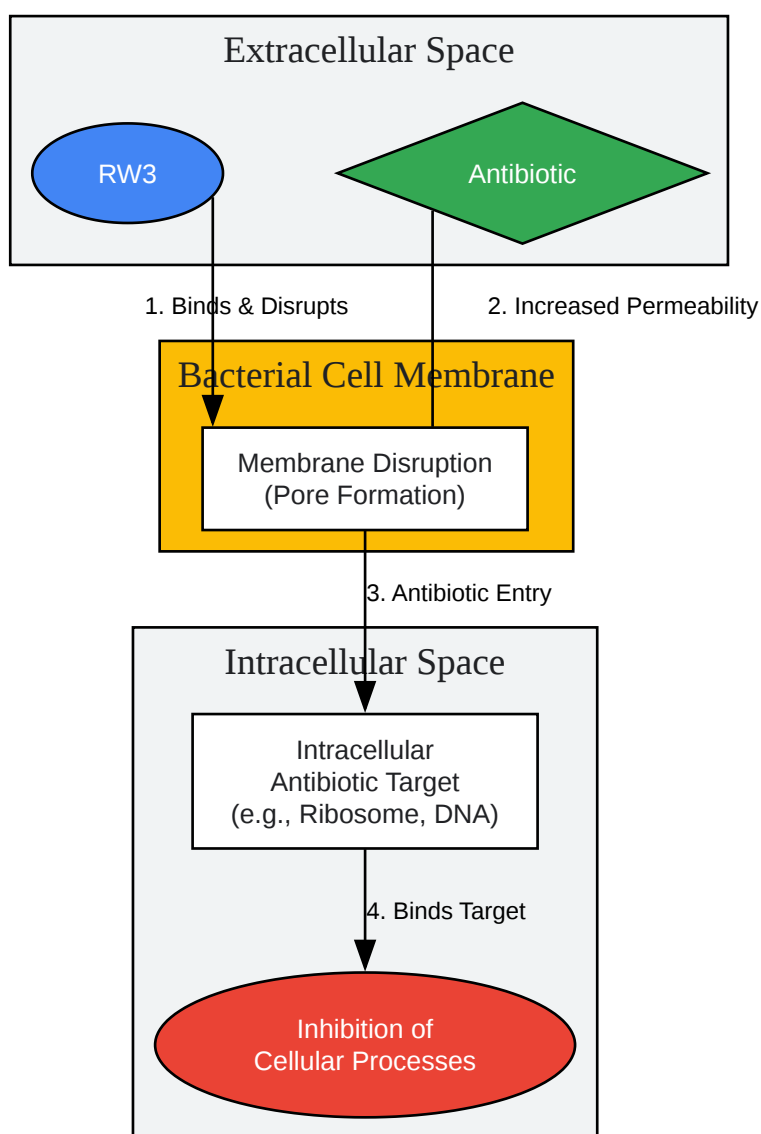 Extracellular Space
RW3
Antibiotic
1. Binds & Disrupts
2. Increased Permeability
Bacterial Cell Membrane
Membrane Disruption
(Pore Formation)
3. Antibiotic Entry
Intracellular Space
Intracellular
Antibiotic Target
(e.g., Ribosome, DNA)
4. Binds Target
Inhibition of
Cellular Processes